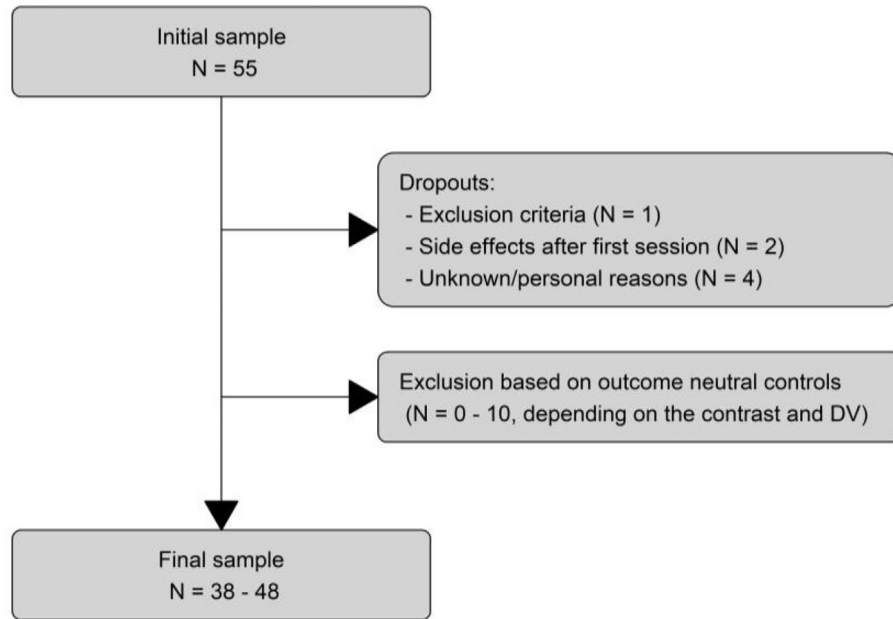 Initial sample
N = 55
Dropouts:
- Exclusion criteria (N = 1)
- Side effects after first session (N = 2)
- Unknown/personal reasons (N = 4)
Exclusion based on outcome neutral controls
(N = 0 - 10, depending on the contrast and DV)
Final sample
N = 38 - 48